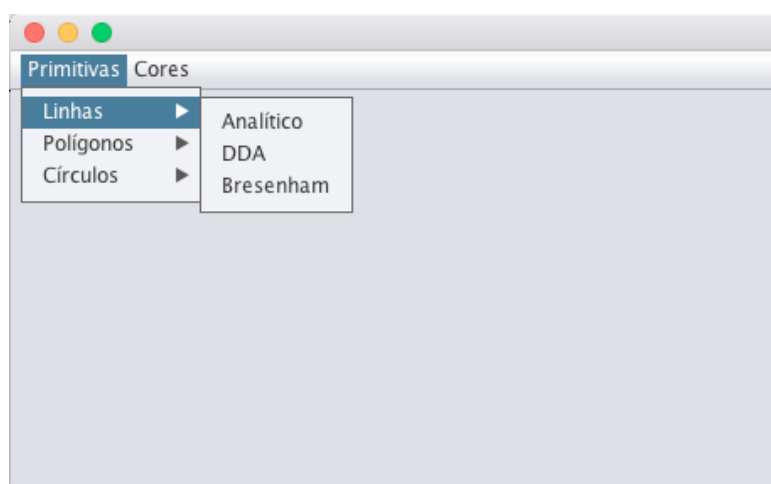 Primitivas Cores
Linhas
Polígonos
Círculos
Analítico
DDA
Bresenham